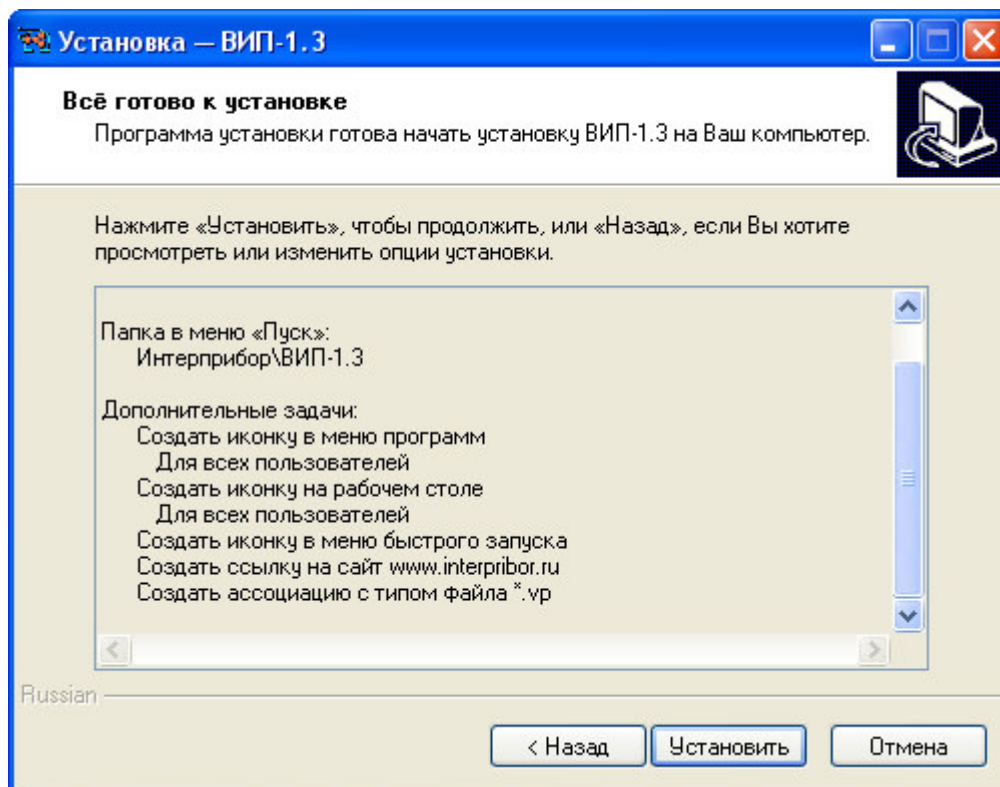 Установка — ВИП-1.3
Всё готово к установке
Программа установки готова начать установку ВИП-1.3 на Ваш компьютер.
Нажмите «Установить», чтобы продолжить, или «Назад», если Вы хотите
просмотреть или изменить опции установки.
Папка в меню «Пуск»:
Интерприбор\ВИП-1.3
Дополнительные задачи:
Создать иконку в меню программ
Для всех пользователей
Создать иконку на рабочем столе
Для всех пользователей
Создать иконку в меню быстрого запуска
Создать ссылку на сайт www.interpribor.ru
Создать ассоциацию с типом файла *.vp
Russian
< Назад
Установить
Отмена